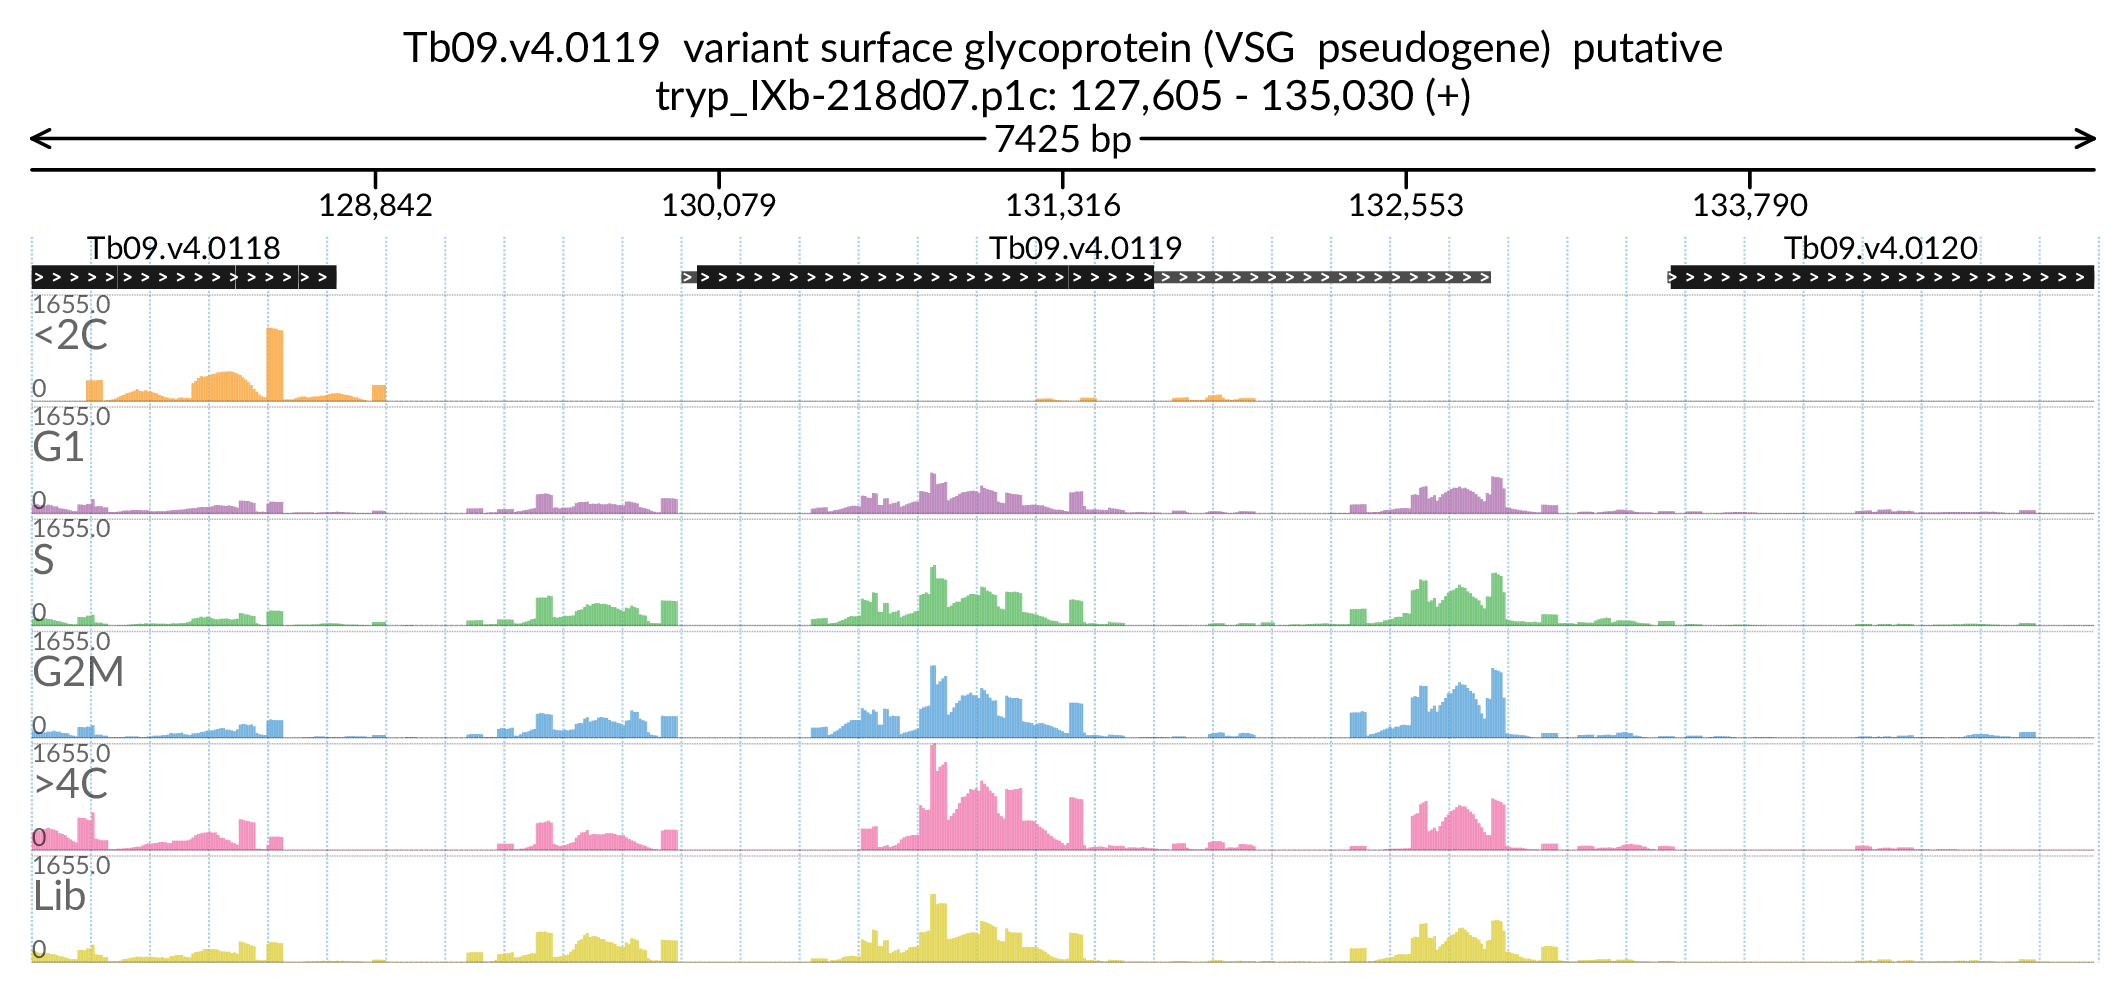 Tb09.v4.0119 variant surface glycoprotein (VSG pseudogene) putative
tryp_IXb-218d07.p1c: 127,605 - 135,030 (+)
7425 bp
128,842 130,079 131,316 132,553 133,790
Tb09.v4.0118 Tb09.v4.0119 Tb09.v4.0120
1655.0
<2C
0
1655.0
G1
0
1655.0
S
0
1655.0
G2M
0
1655.0
>4C
0
1655.0
Lib
0